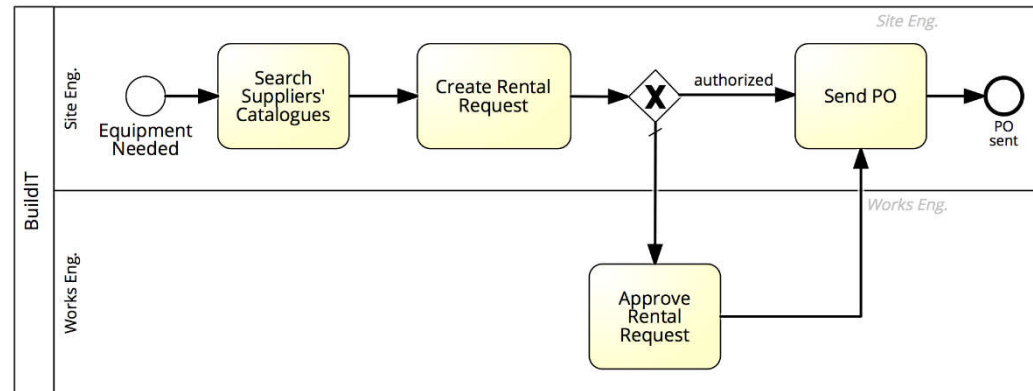 Site Eng.
BuildIT
Site Eng.
Equipment
Needed
Search
Suppliers'
Catalogues
Create Rental
Request
X
authorized
Send PO
PO
sent
Works Eng.
Works Eng.
Approve
Rental
Request